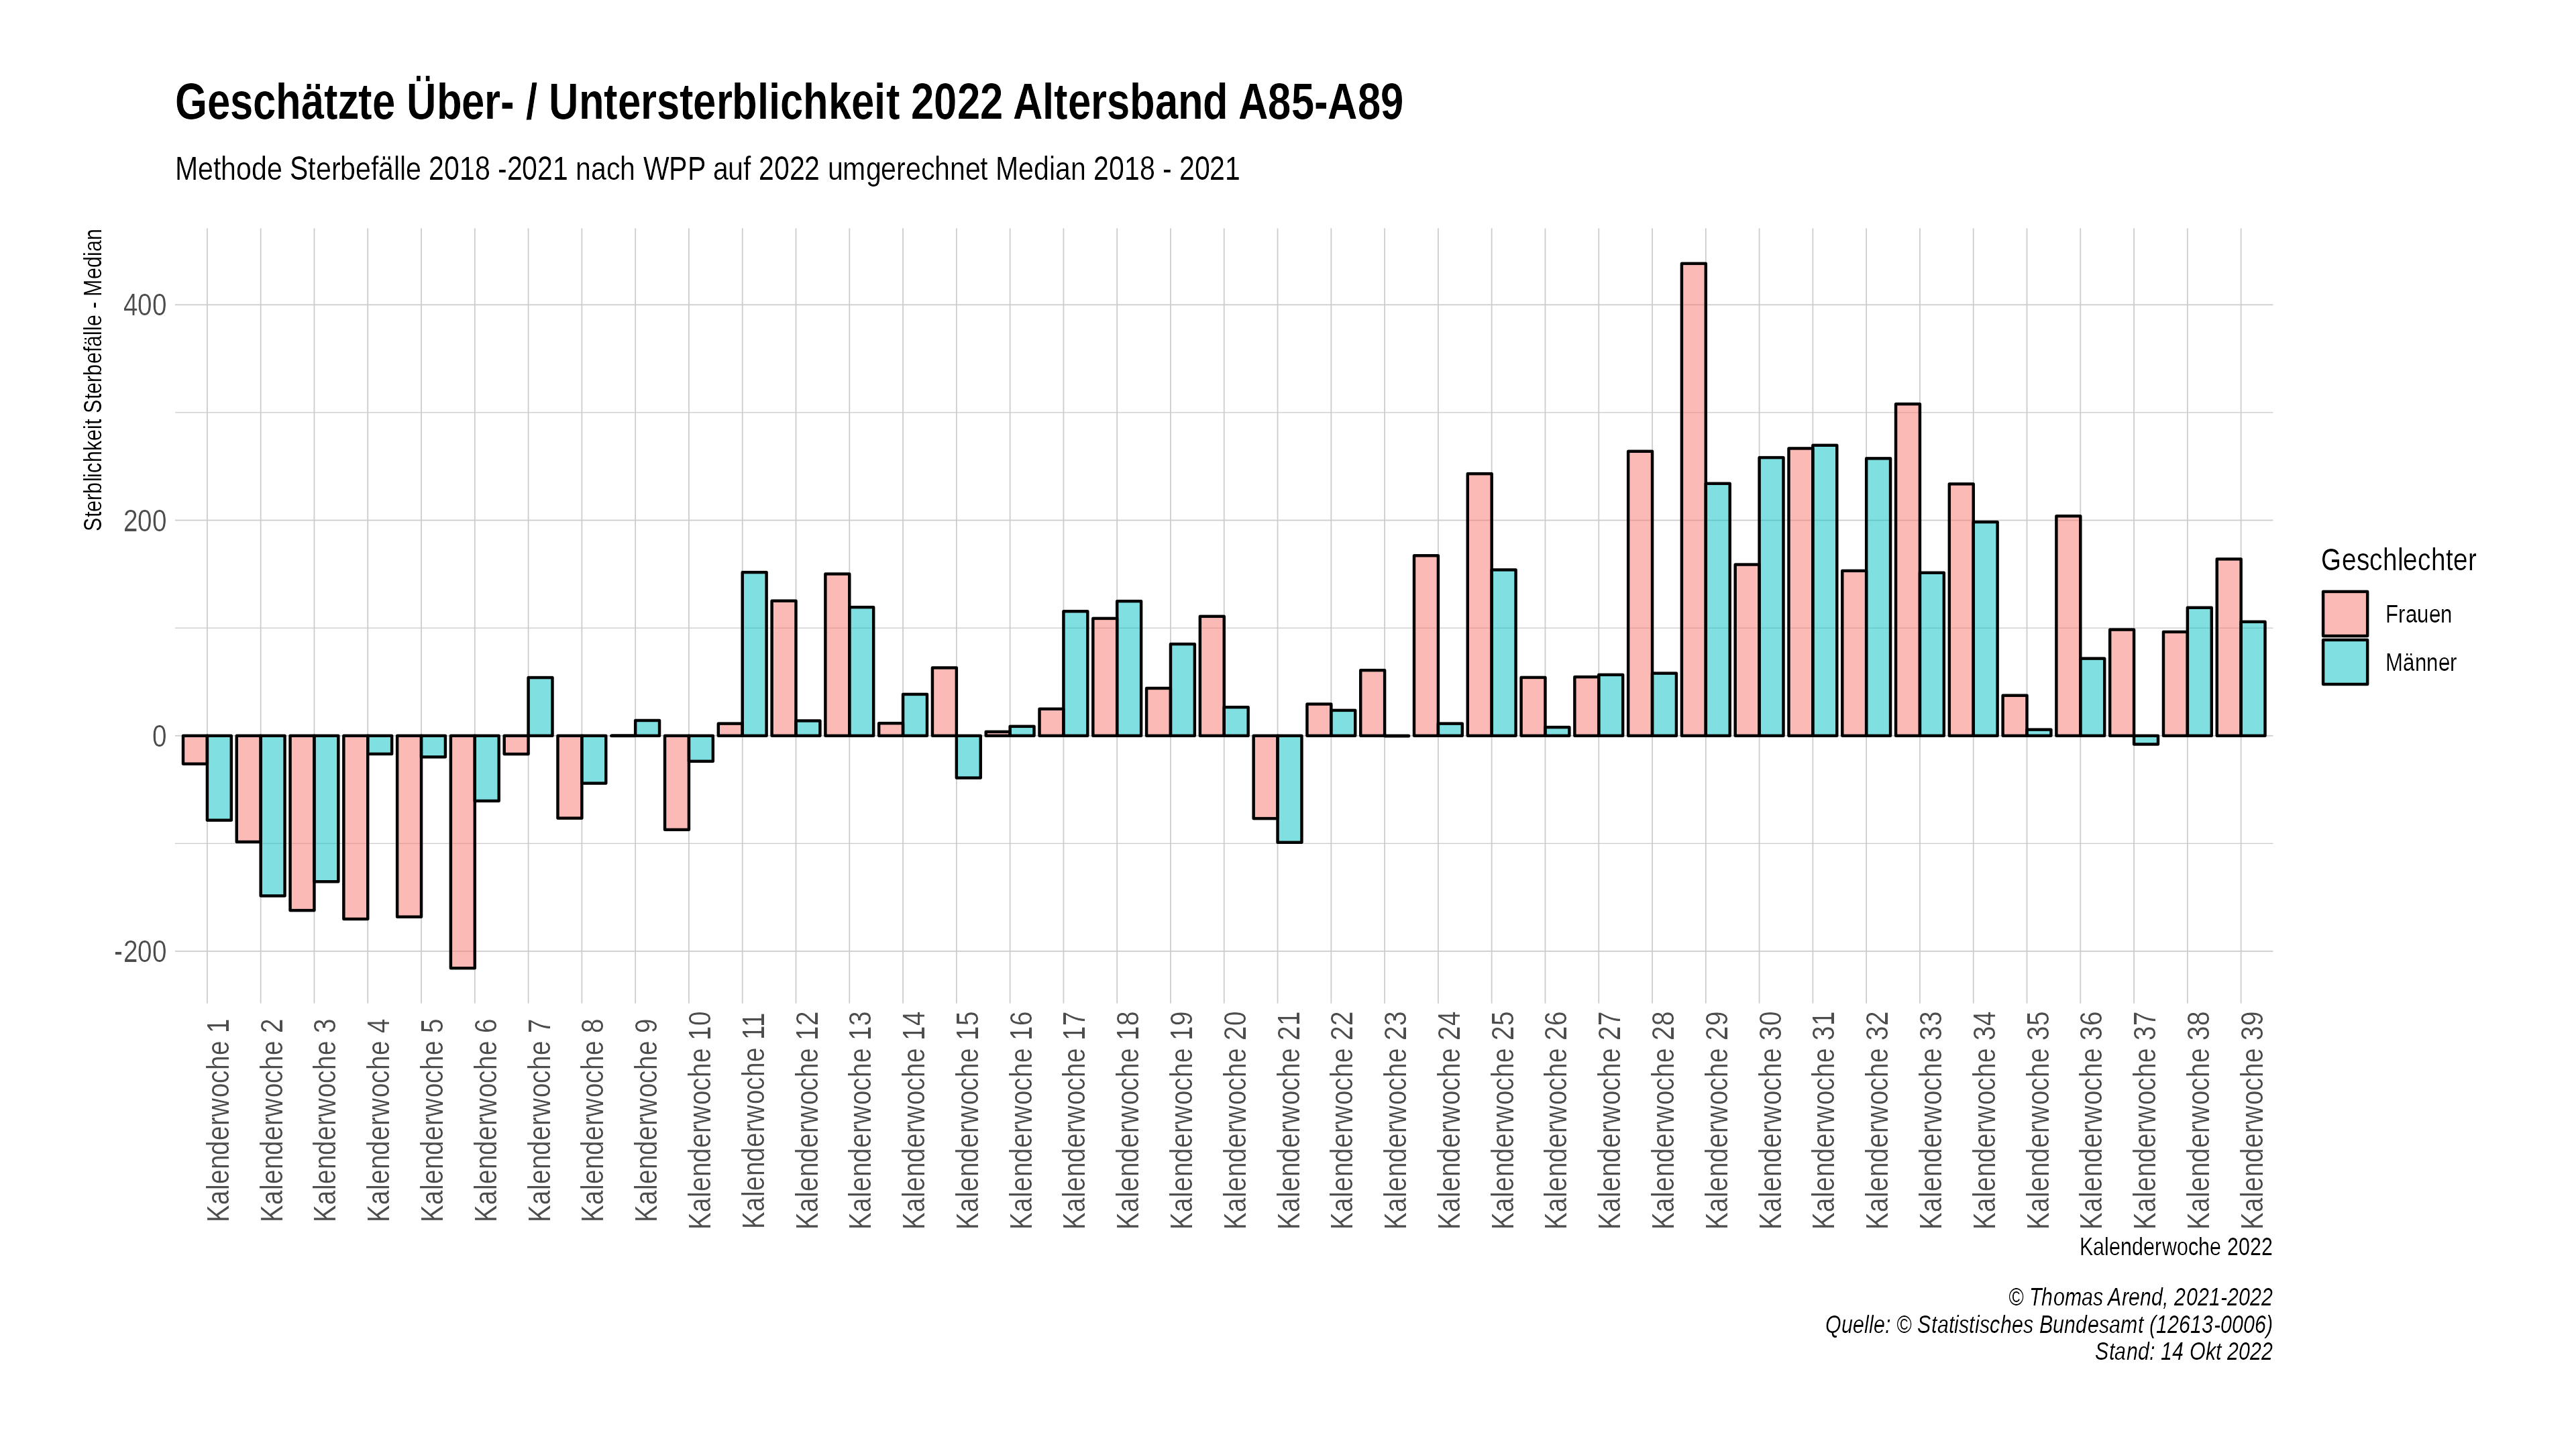 Geschätzte Über- / Untersterblichkeit 2022 Altersband A85-A89
Methode Sterbefälle 2018 -2021 nach WPP auf 2022 umgerechnet Median 2018 - 2021
Sterblichkeit Sterbefälle - Median
400
200
0
-200
Geschlechter
Frauen
Männer
Kalenderwoche 1
Kalenderwoche 2
Kalenderwoche 3
Kalenderwoche 4
Kalenderwoche 5
Kalenderwoche 6
Kalenderwoche 7
Kalenderwoche 8
Kalenderwoche 9
Kalenderwoche 10
Kalenderwoche 11
Kalenderwoche 12
Kalenderwoche 13
Kalenderwoche 14
Kalenderwoche 15
Kalenderwoche 16
Kalenderwoche 17
Kalenderwoche 18
Kalenderwoche 19
Kalenderwoche 20
Kalenderwoche 21
Kalenderwoche 22
Kalenderwoche 23
Kalenderwoche 24
Kalenderwoche 25
Kalenderwoche 26
Kalenderwoche 27
Kalenderwoche 28
Kalenderwoche 29
Kalenderwoche 30
Kalenderwoche 31
Kalenderwoche 32
Kalenderwoche 33
Kalenderwoche 34
Kalenderwoche 35
Kalenderwoche 36
Kalenderwoche 37
Kalenderwoche 38
Kalenderwoche 39
Kalenderwoche 2022
© Thomas Arend, 2021-2022
Quelle: © Statistisches Bundesamt (12613-0006)
Stand: 14 Okt 2022